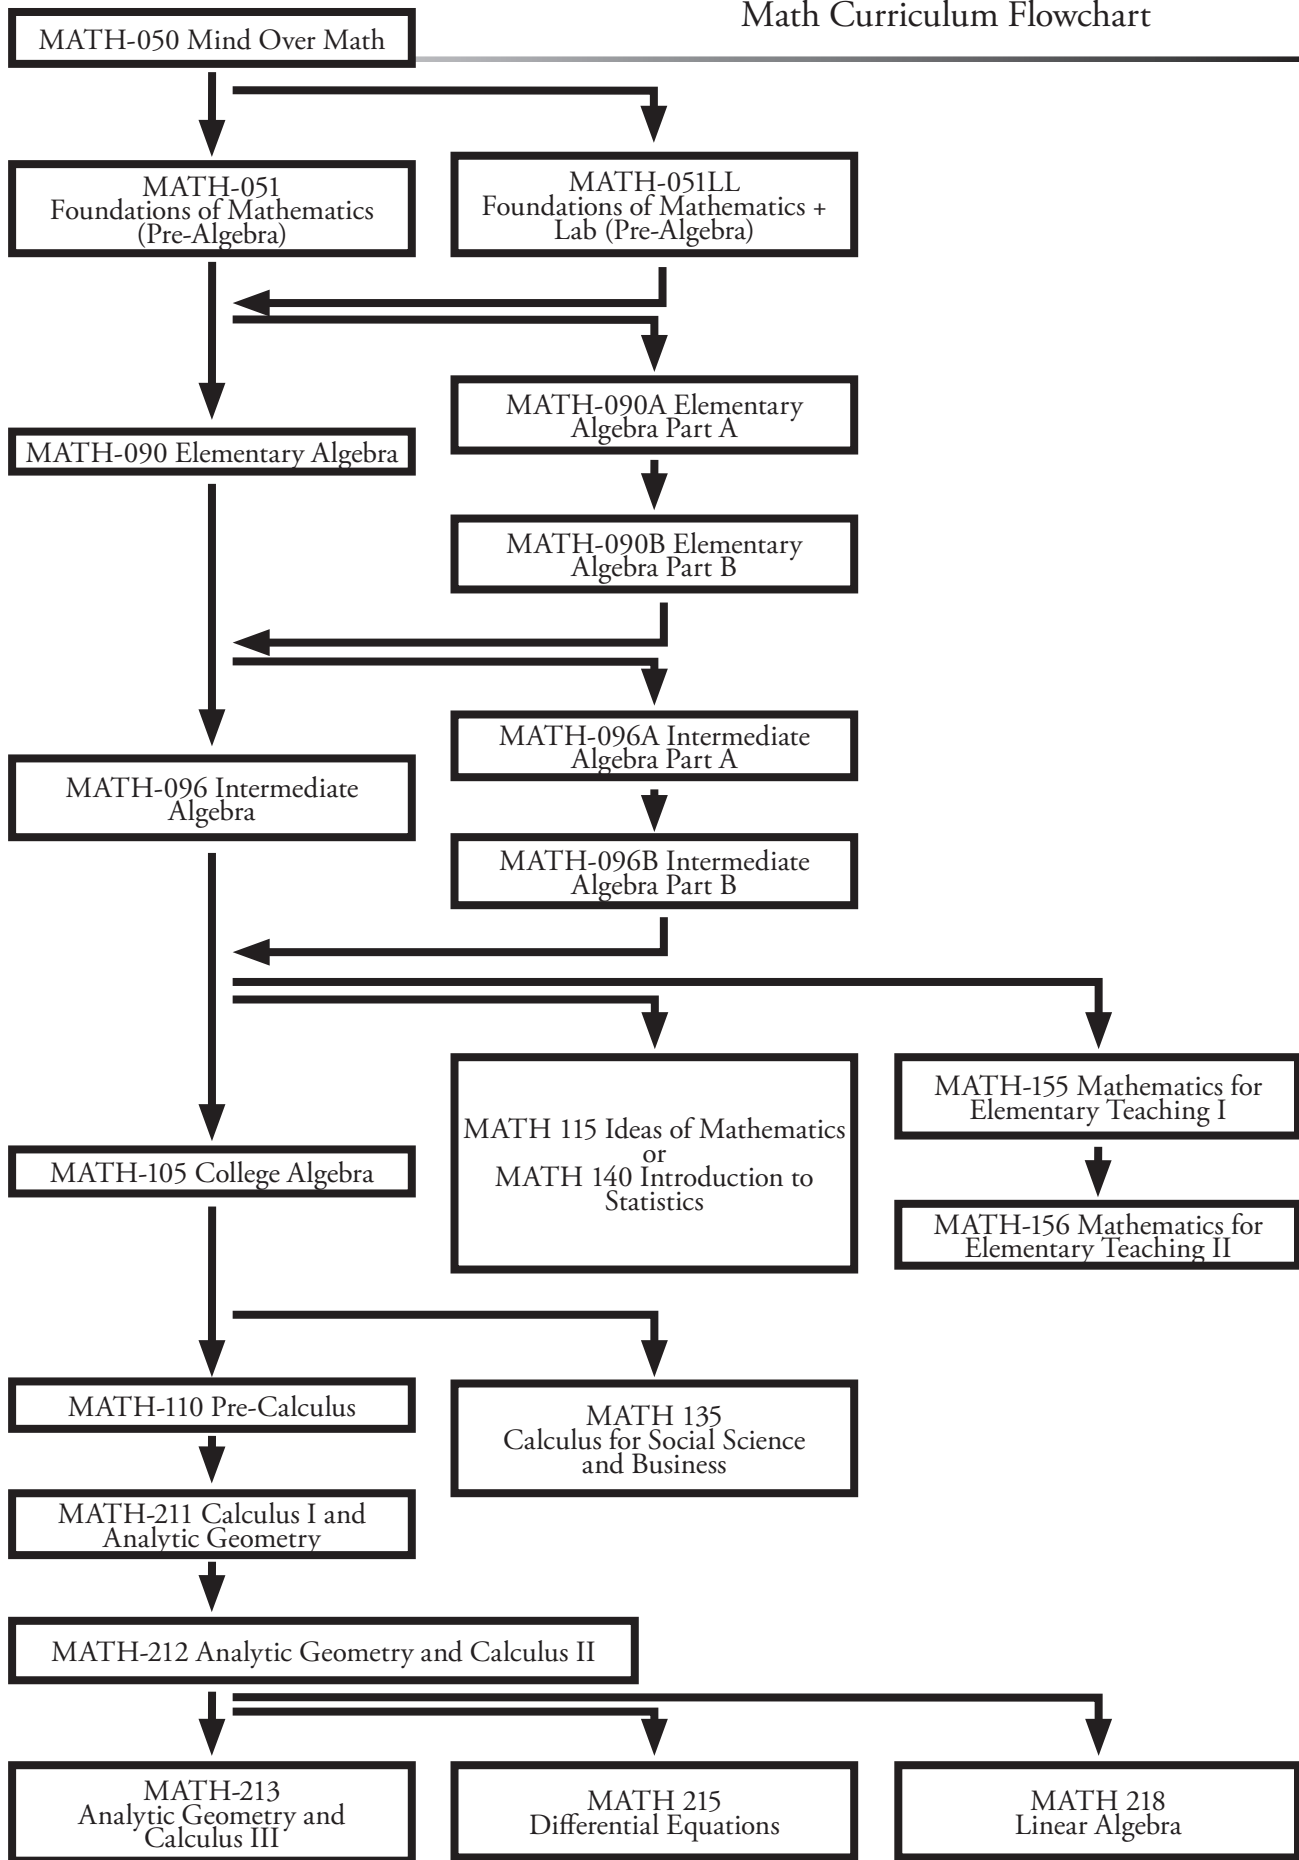 Math Curriculum Flowchart
MATH-050 Mind Over Math
MATH-051
Foundations of Mathematics
(Pre-Algebra)
MATH-051LL
Foundations of Mathematics +
Lab (Pre-Algebra)
MATH-090A Elementary
Algebra Part A
MATH-090 Elementary Algebra
MATH-090B Elementary
Algebra Part B
MATH-096A Intermediate
Algebra Part A
MATH-096 Intermediate
Algebra
MATH-096B Intermediate
Algebra Part B
MATH 115 Ideas of Mathematics
or
MATH 140 Introduction to
Statistics
MATH-155 Mathematics for
Elementary Teaching I
MATH-105 College Algebra
MATH-156 Mathematics for
Elementary Teaching II
MATH-110 Pre-Calculus
MATH 135
Calculus for Social Science
and Business
MATH-211 Calculus I and
Analytic Geometry
MATH-212 Analytic Geometry and Calculus II
MATH-213
Analytic Geometry and
Calculus III
MATH 215
Differential Equations
MATH 218
Linear Algebra